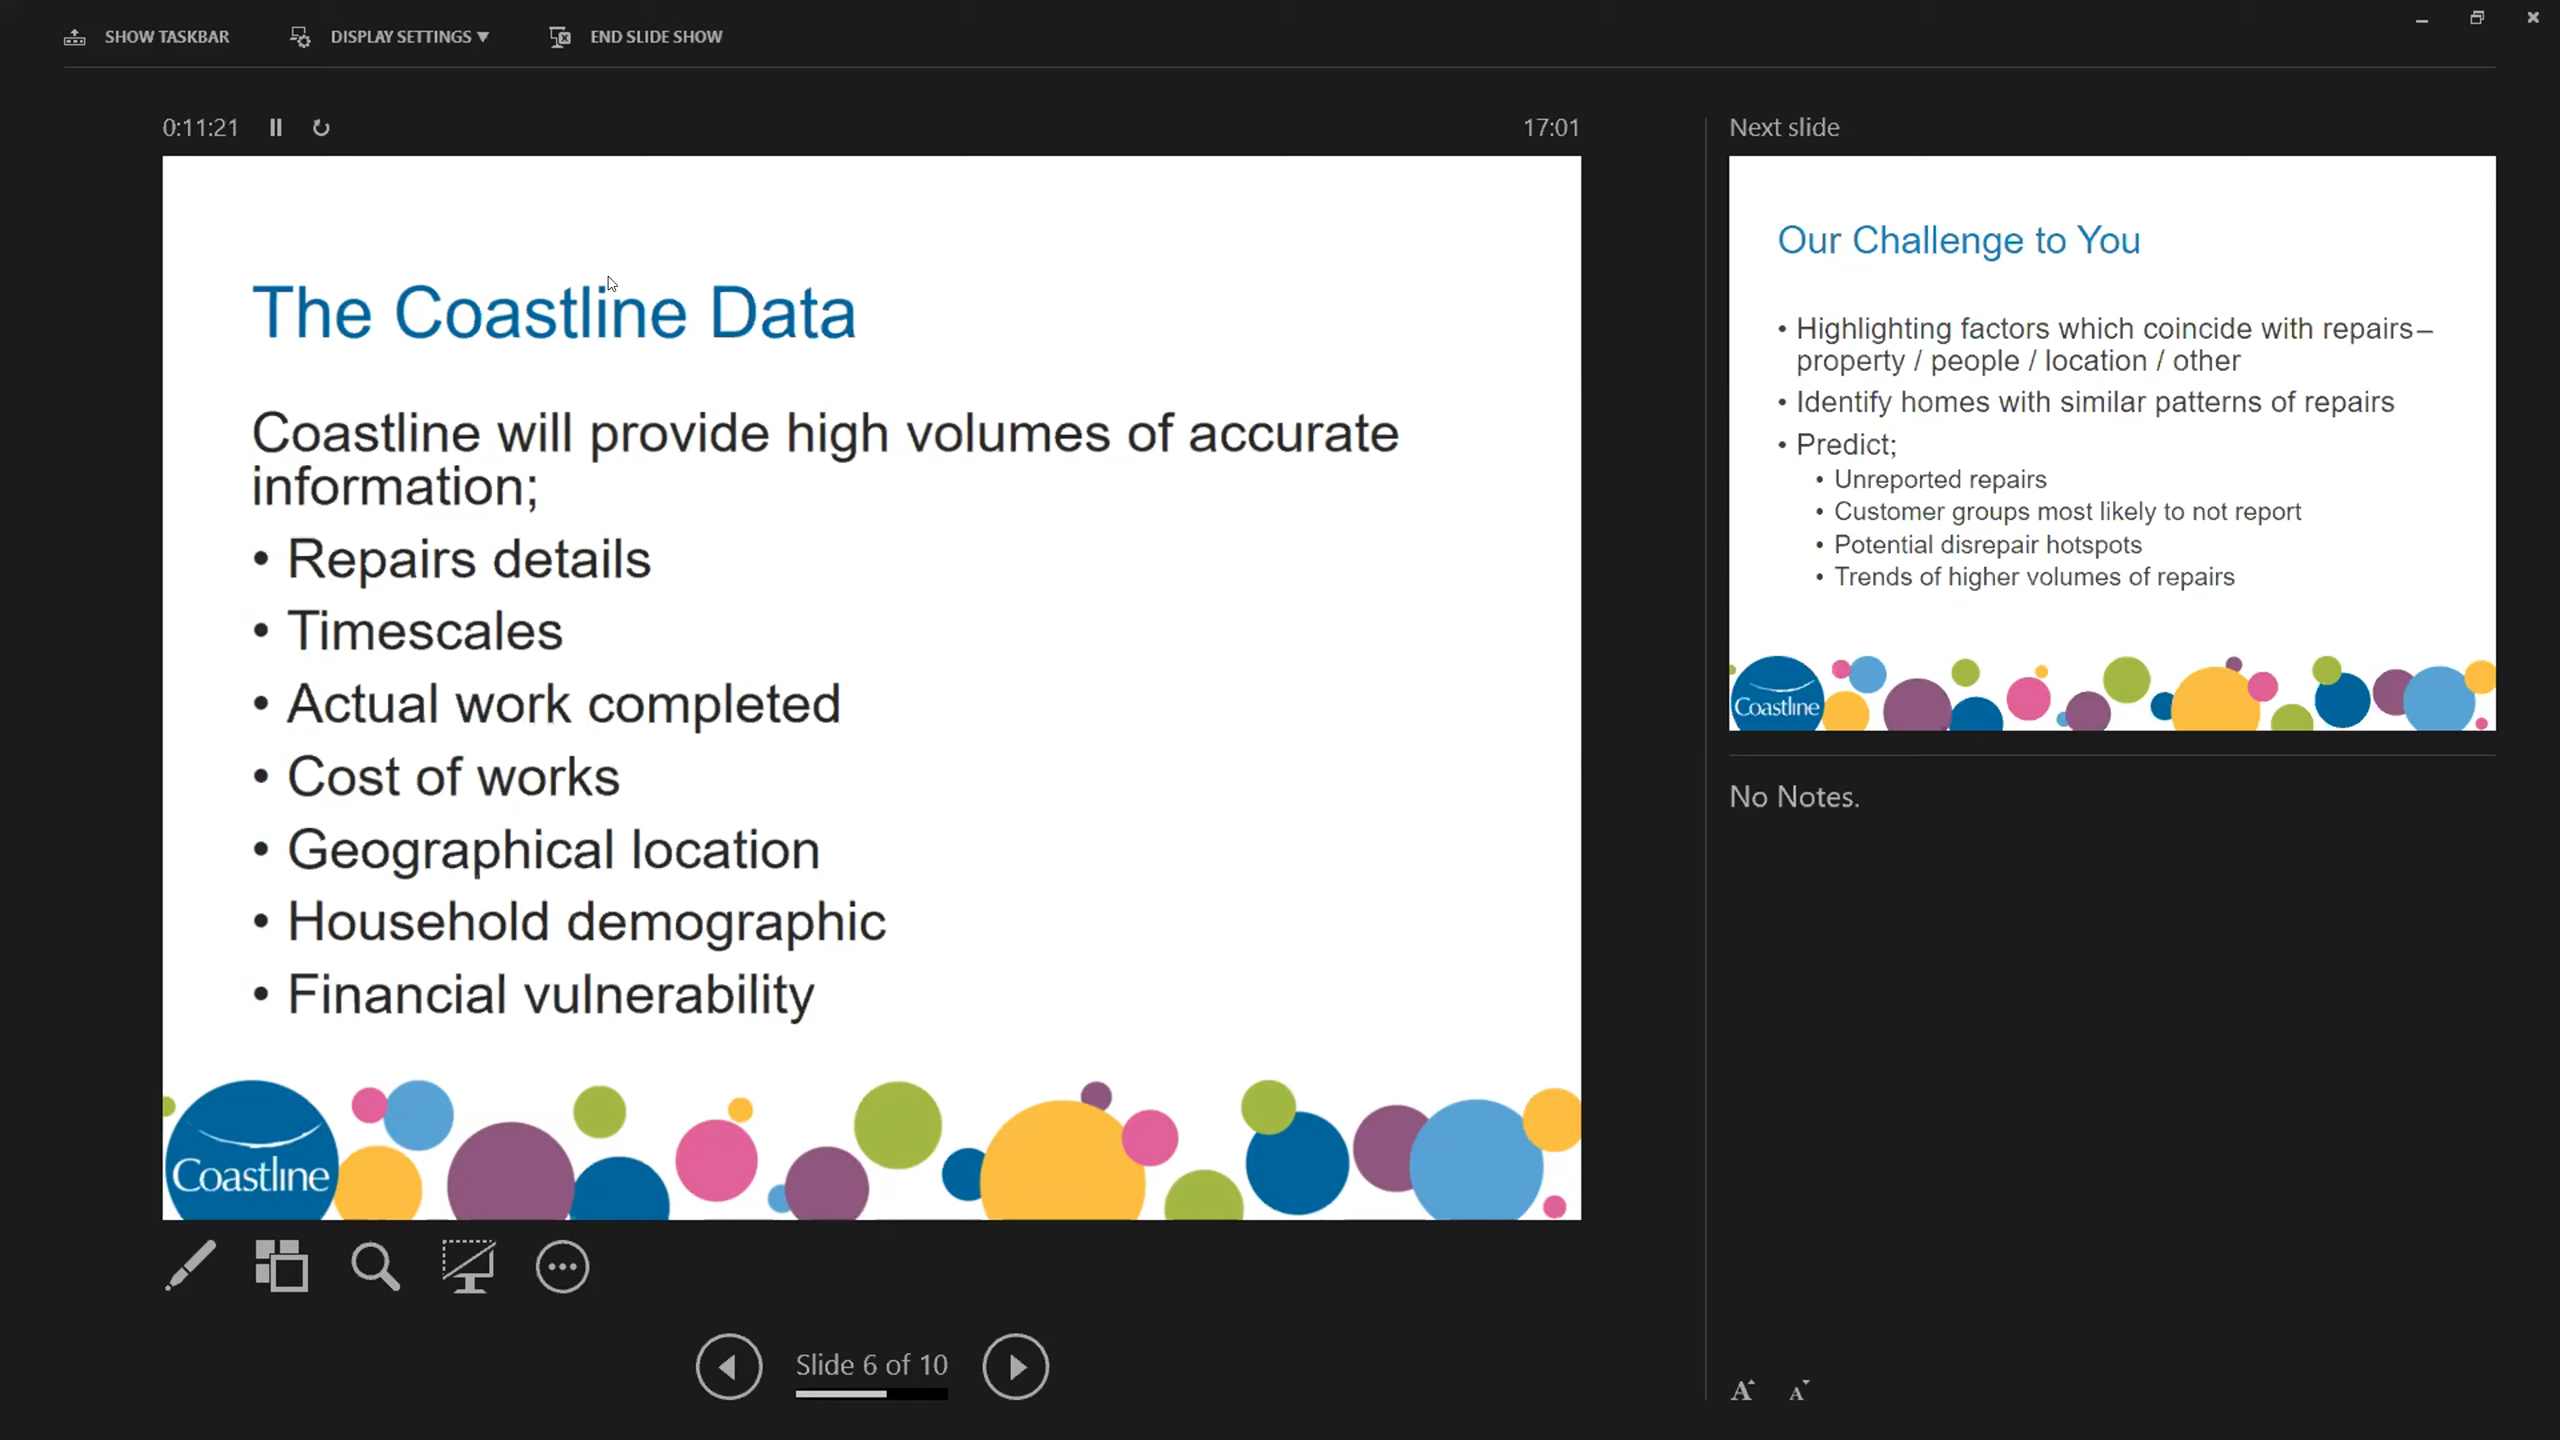 SHOW TASKBAR
DISPLAY SETTINGS ▼
END SLIDE SHOW
0:11:21
17:01
The Coastline Data
Coastline will provide high volumes of accurate
information;
• Repairs details
• Timescales
• Actual work completed
• Cost of works
• Geographical location
• Household demographic
• Financial vulnerability
Coastline
Slide 6 of 10
Next slide
Our Challenge to You
• Highlighting factors which coincide with repairs–
property / people / location / other
• Identify homes with similar patterns of repairs
• Predict;
• Unreported repairs
• Customer groups most likely to not report
• Potential disrepair hotspots
• Trends of higher volumes of repairs
Coastline
No Notes.
A A